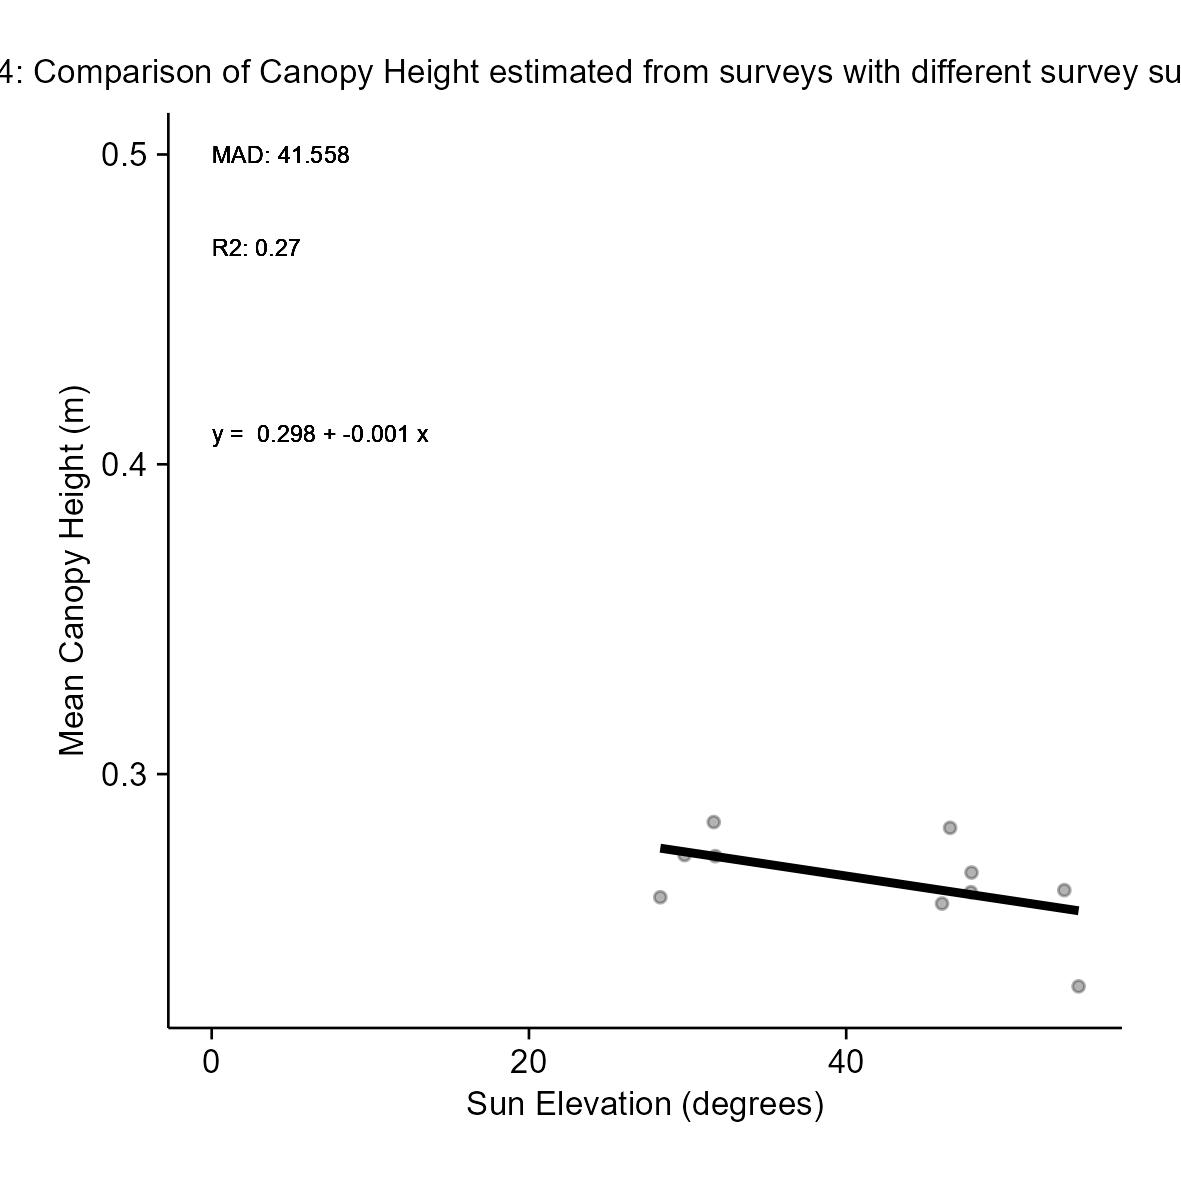 4: Comparison of Canopy Height estimated from surveys with different survey su
0.5
MAD: 41.558
R2: 0.27
y =  0.298 + -0.001 x
0.4
0.3
Mean Canopy Height (m)
0
20
40
Sun Elevation (degrees)